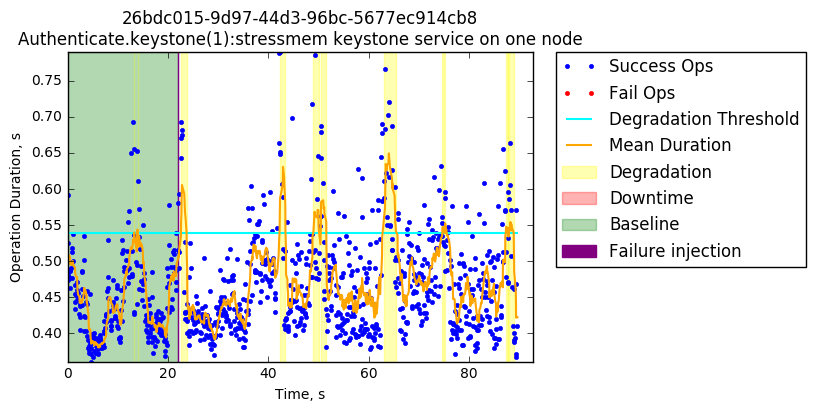 26bdc015-9d97-44d3-96bc-5677ec914cb8
Authenticate.keystone(1):stressmem keystone service on one node
Operation Duration, s
0.75
0.70
0.65
0.60
0.55
0.50
0.45
0.40
0 20 40 60 80
Time, s
Success Ops
Fail Ops
Degradation Threshold
Mean Duration
Degradation
Downtime
Baseline
Failure injection